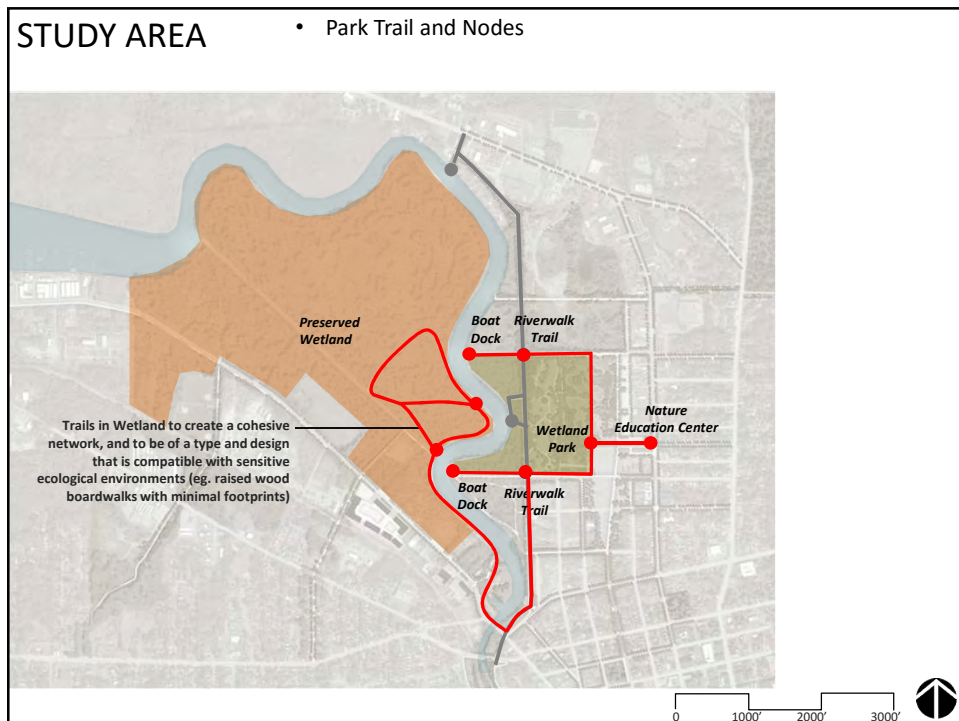 STUDY AREA
• Park Trail and Nodes
Preserved
Wetland
Boat
Dock
Riverwalk
Trail
Trails in Wetland to create a cohesive
network, and to be of a type and design
that is compatible with sensitive
ecological environments (eg. raised wood
boardwalks with minimal footprints)
Wetland
Park
Nature
Education Center
Boat
Dock
Riverwalk
Trail
0 1000’ 2000’ 3000’